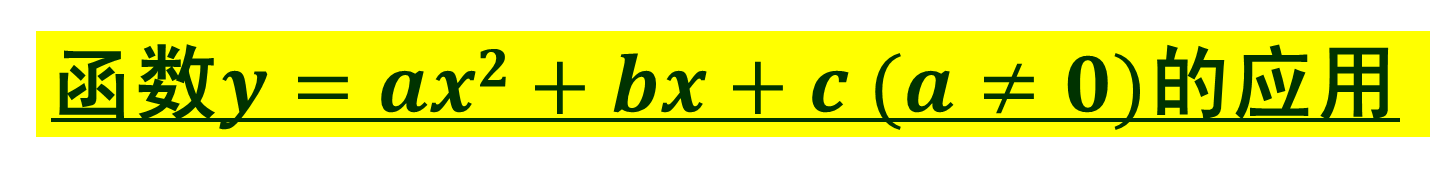 函数y = ax² + bx + c (a ≠ 0)的应用